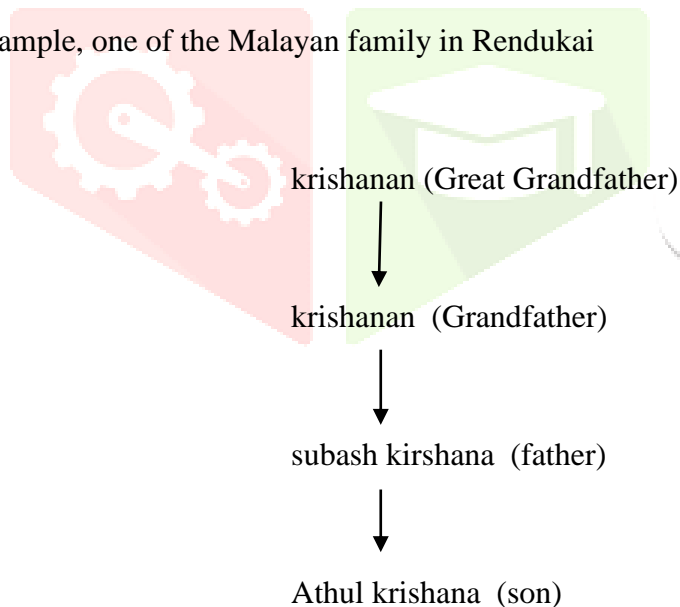 ample, one of the Malayan family in Rendukai
krishanan (Great Grandfather)
krishanan (Grandfather)
subash kirshana (father)
Athul krishana (son)